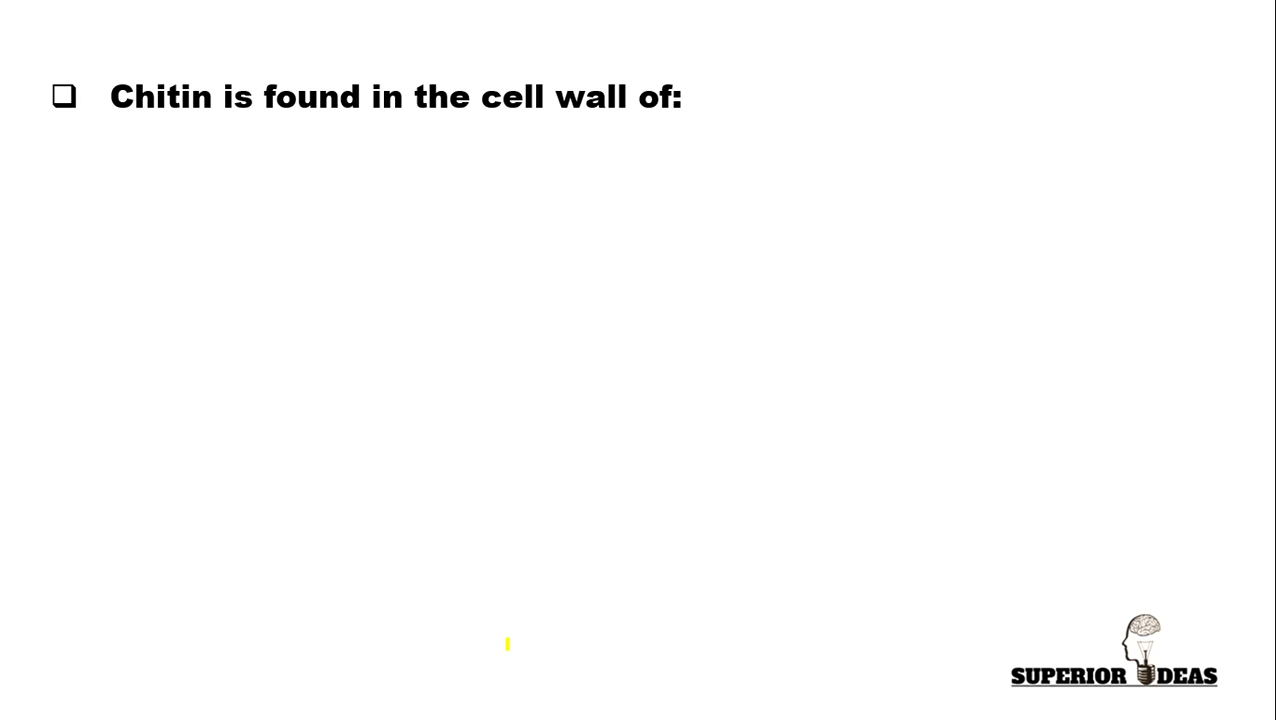 Chitin is found in the cell wall of:
SUPERIOR IDEAS